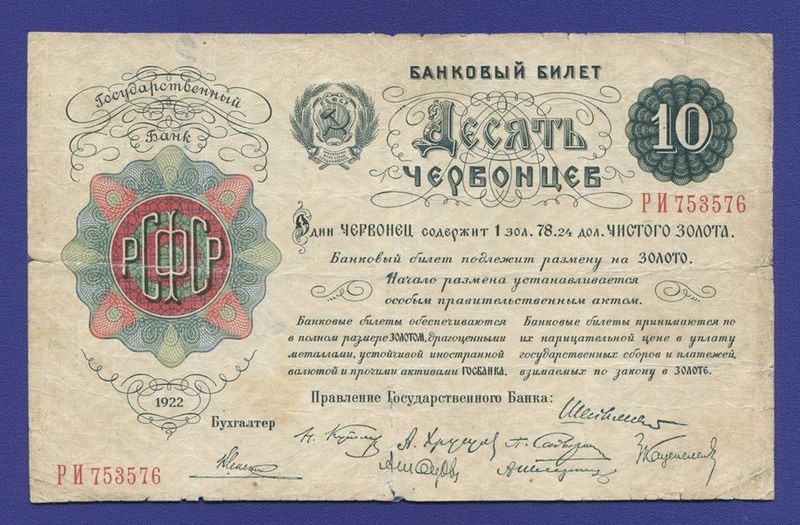 Государственный
Банк
РСФСР
БАНКОВЫЙ БИЛЕТ
ДЕСЯТЬ
ЧЕРВОНЦЕВ
10
РИ 753576
Один ЧЕРВОНЕЦ содержит 1 зол. 78.24 дол. ЧИСТОГО ЗОЛОТА.
Банковый билет подлежит размену на ЗОЛОТО.
Начало размена устанавливается
особым правительственным актом.
Банковые билеты обеспечиваются
в полном размере ЗОЛОТОМ, драгоценными
металлами, устойчивой иностранной
валютой и прочими активами ГОСБАНКА.
Банковые билеты принимаются по
их нарицательной цене в уплату
государственных сборов и платежей,
взимаемых по закону в ЗОЛОТЕ.
РСФСР
1922
Правление Государственного Банка:
Бухгалтер
РИ 753576